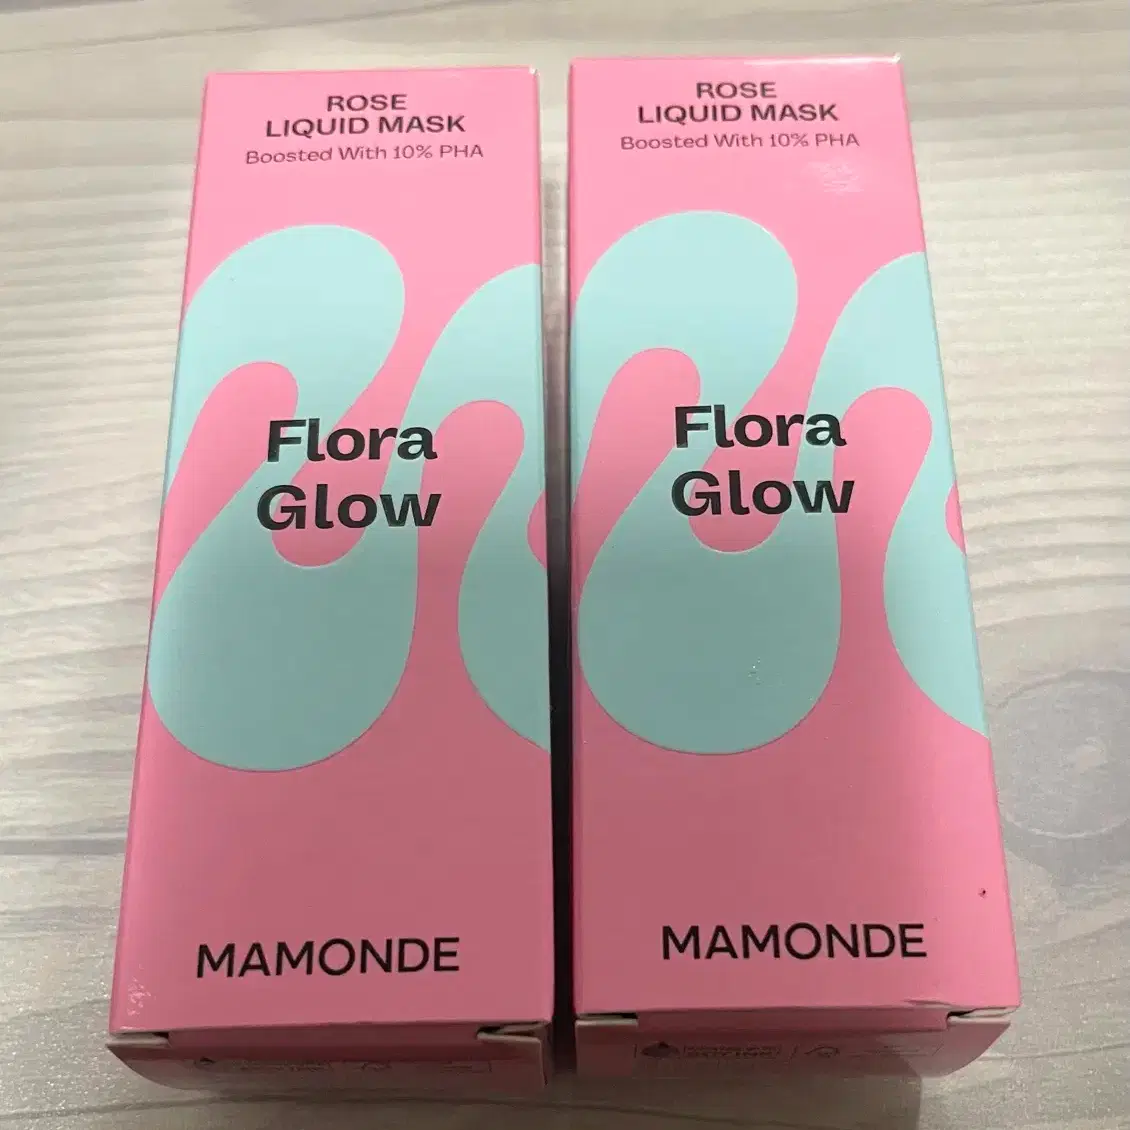 ROSE
LIQUID MASK
Boosted With 10% PHA
Flora
Glow
MAMONDE
ROSE
LIQUID MASK
Boosted With 10% PHA
Flora
Glow
MAMONDE